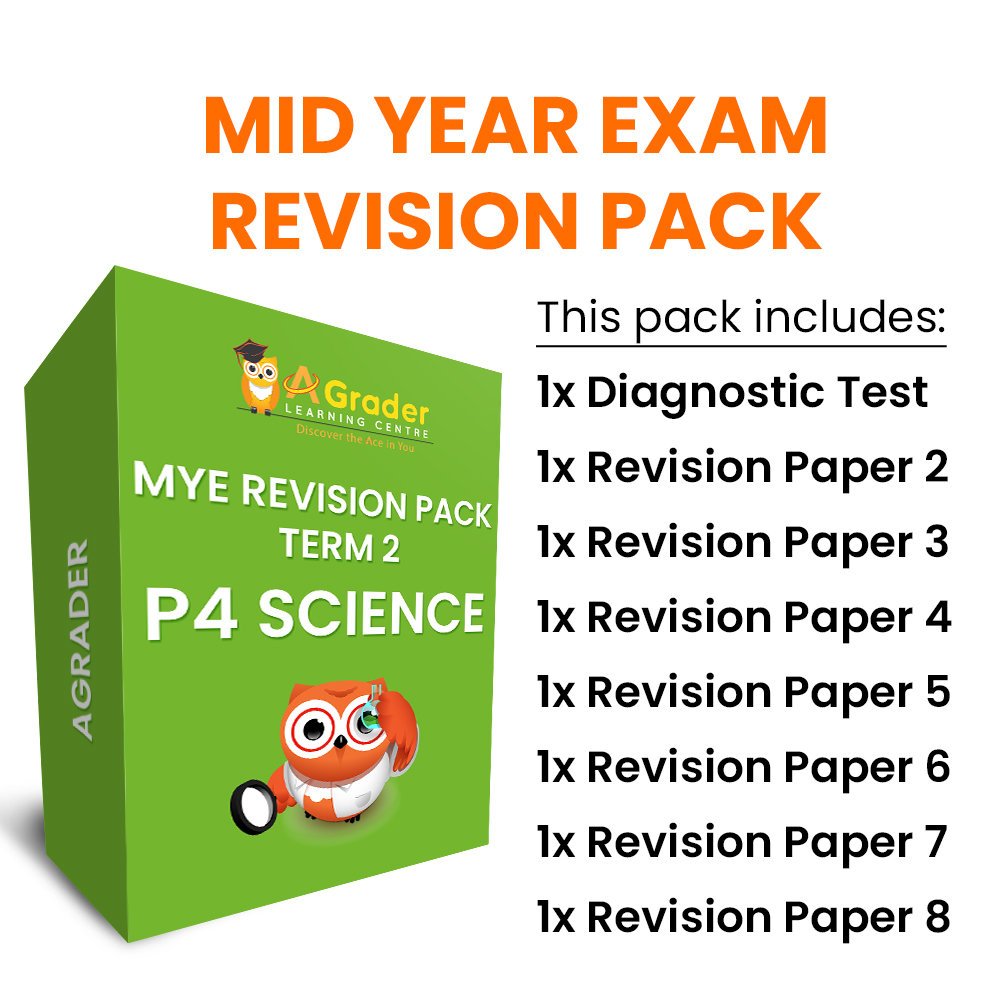 MID YEAR EXAM
REVISION PACK
A Grader
LEARNING CENTRE
Discover the Ace in You
MYE REVISION PACK
TERM 2
P4 SCIENCE
AGRADER
This pack includes:
1x Diagnostic Test
1x Revision Paper 2
1x Revision Paper 3
1x Revision Paper 4
1x Revision Paper 5
1x Revision Paper 6
1x Revision Paper 7
1x Revision Paper 8